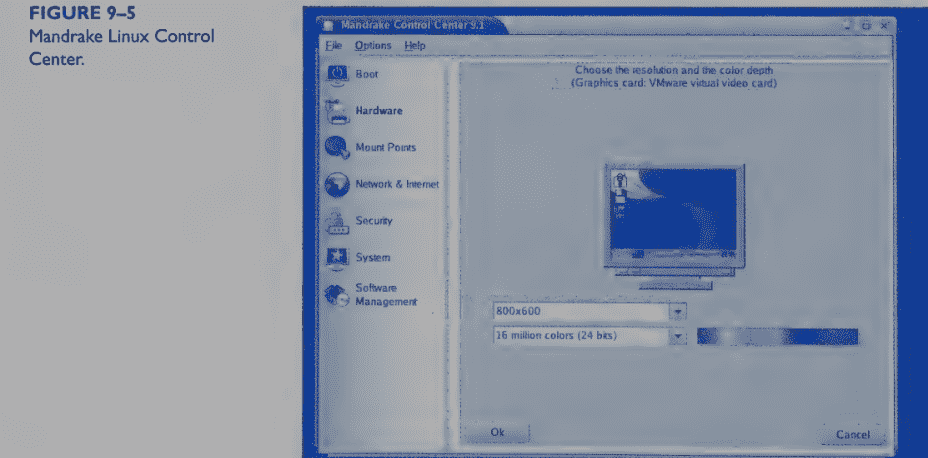 FIGURE 9–5
Mandrake Linux Control
Center.
Mandrake Control Center 9.1
File Options Help
Boot
Hardware
Mount Points
Network & Internet
Security
System
Software
Management
Choose the resolution and the color depth
(Graphics card: VMware virtual video card)
800x600
16 million colors (24 bits)
Ok
Cancel